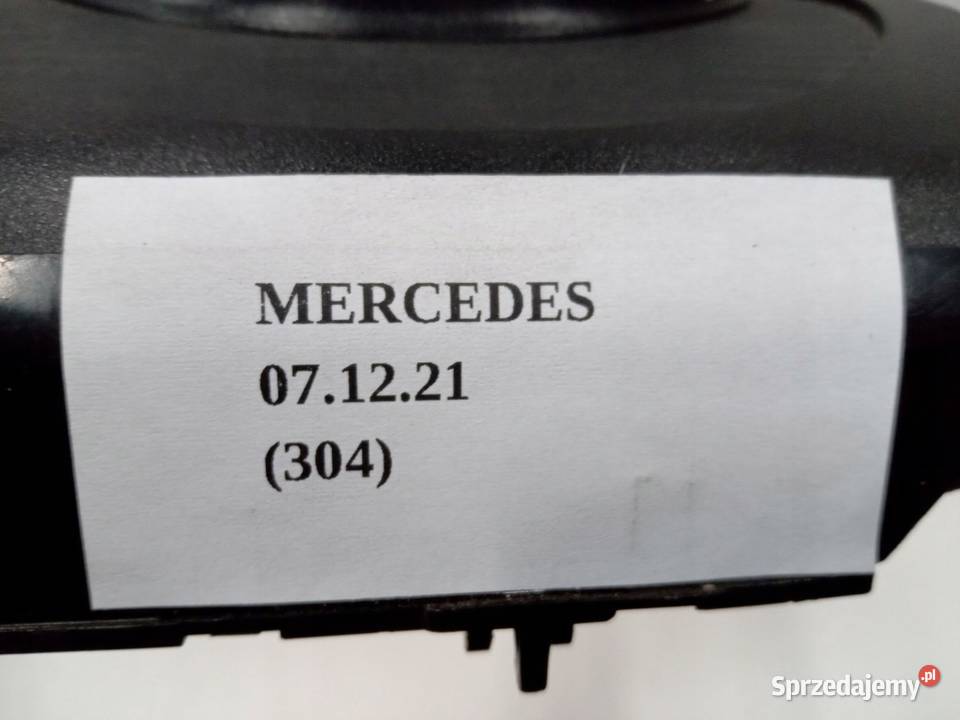 MERCEDES
07.12.21
(304)
Sprzedajemy.pl